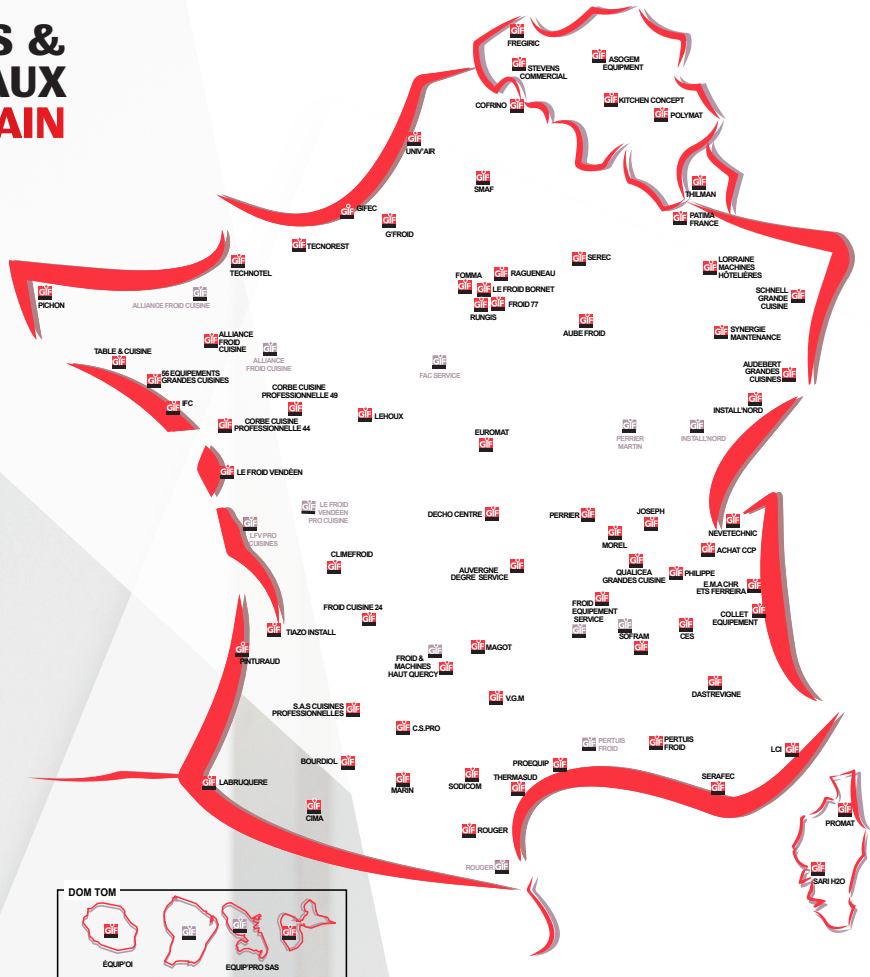 S &
AUX
AIN
FREGIRIC
STEVENS
COMMERCIAL
ASOGEM
EQUIPMENT
COFRINO
KITCHEN CONCEPT
POLYMAT
UNIV'AIR
SMAF
THILMAN
GIFEC
G'FROID
PATIMA
FRANCE
TECNOREST
TECHNOTEL
SEREC
LORRAINE
MACHINES
HÔTELIÈRES
FOMMA
RAGUENEAU
LE FROID BORNET
FROID 77
RUNGIS
SCHNELL
GRANDE
CUISINE
PICHON
ALLIANCE FROID CUISINE
AUBE FROID
SYNERGIE
MAINTENANCE
ALLIANCE
FROID
CUISINE
TABLE & CUISINE
ALLIANCE
FROID CUISINE
FAC SERVICE
AUDEBERT
GRANDES
CUISINES
56 EQUIPEMENTS
GRANDES CUISINES
CORBE CUISINE
PROFESSIONNELLE 49
IFC
LEHOUX
INSTALL'NORD
CORBE CUISINE
PROFESSIONNELLE 44
EUROMAT
PERRIER
MARTIN
INSTALL'NORD
LE FROID VENDÉEN
LE FROID
VENDÉEN
PRO CUISINE
LFV PRO
CUISINES
DECHO CENTRE
PERRIER
JOSEPH
MOREL
NEVETECHNIC
CLIMEFROID
ACHAT CCP
AUVERGNE
DEGRE SERVICE
QUALICEA
GRANDES CUISINE
PHILIPPE
E.M.A CHR
ETS FERREIRA
FROID CUISINE 24
FROID
EQUIPEMENT
SERVICE
COLLET
EQUIPEMENT
TIAZO INSTALL
SOFRAM
CES
PINTURAUD
FROID &
MACHINES
HAUT QUERCY
MAGOT
V.G.M
DASTREVIGNE
S.A.S CUISINES
PROFESSIONNELLES
C.S.PRO
PERTUIS
FROID
PERTUIS
FROID
LCI
BOURDIOL
PROEQUIP
LABRUQUERE
MARIN
SODICOM
THERMASUD
SERAFEC
CIMA
ROUGER
PROMAT
ROUGER
SARI H2O
DOM TOM
ÉQUIP'OI
EQUIP'PRO SAS